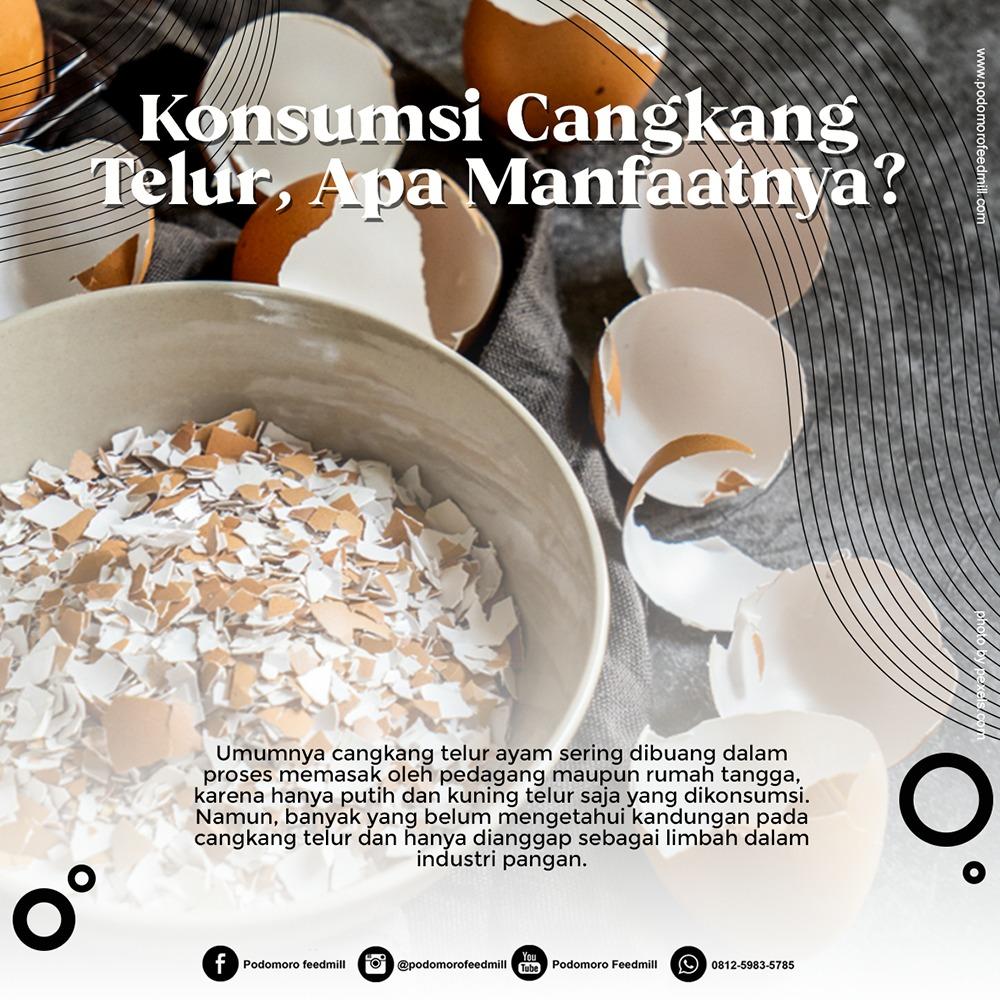 Konsumsi Cangkang
Telur, Apa Manfaatnya?
www.podomorofeedmill.com
photo by pexels.com
Umumnya cangkang telur ayam sering dibuang dalam
proses memasak oleh pedagang maupun rumah tangga,
karena hanya putih dan kuning telur saja yang dikonsumsi.
Namun, banyak yang belum mengetahui kandungan pada
cangkang telur dan hanya dianggap sebagai limbah dalam
industri pangan.
Podomoro feedmill
@podomorofeedmill
You Tube
Podomoro Feedmill
0812-5983-5785